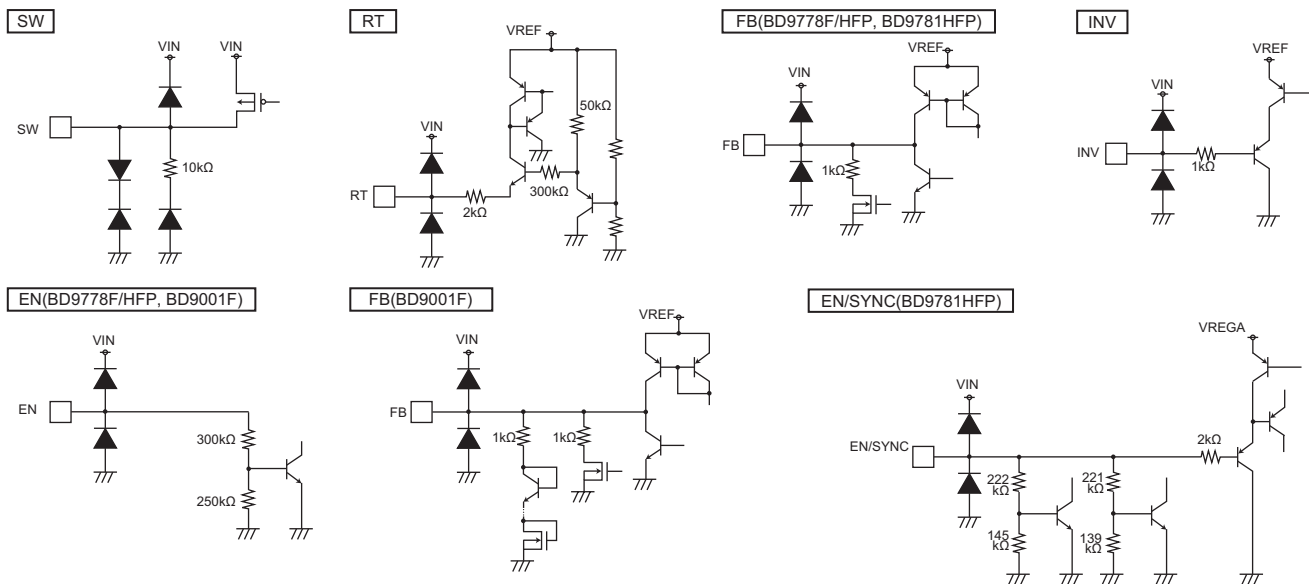 SW
VIN
VIN
SW
10kΩ
RT
VREF
50kΩ
VIN
300kΩ
RT
2kΩ
FB(BD9778F/HFP, BD9781HFP)
VREF
VIN
FB
1kΩ
INV
VREF
VIN
INV
1kΩ
EN(BD9778F/HFP, BD9001F)
VIN
EN
300kΩ
250kΩ
FB(BD9001F)
VREF
VIN
FB
1kΩ
1kΩ
EN/SYNC(BD9781HFP)
VREGA
VIN
EN/SYNC
2kΩ
222
kΩ
221
kΩ
145
kΩ
139
kΩ